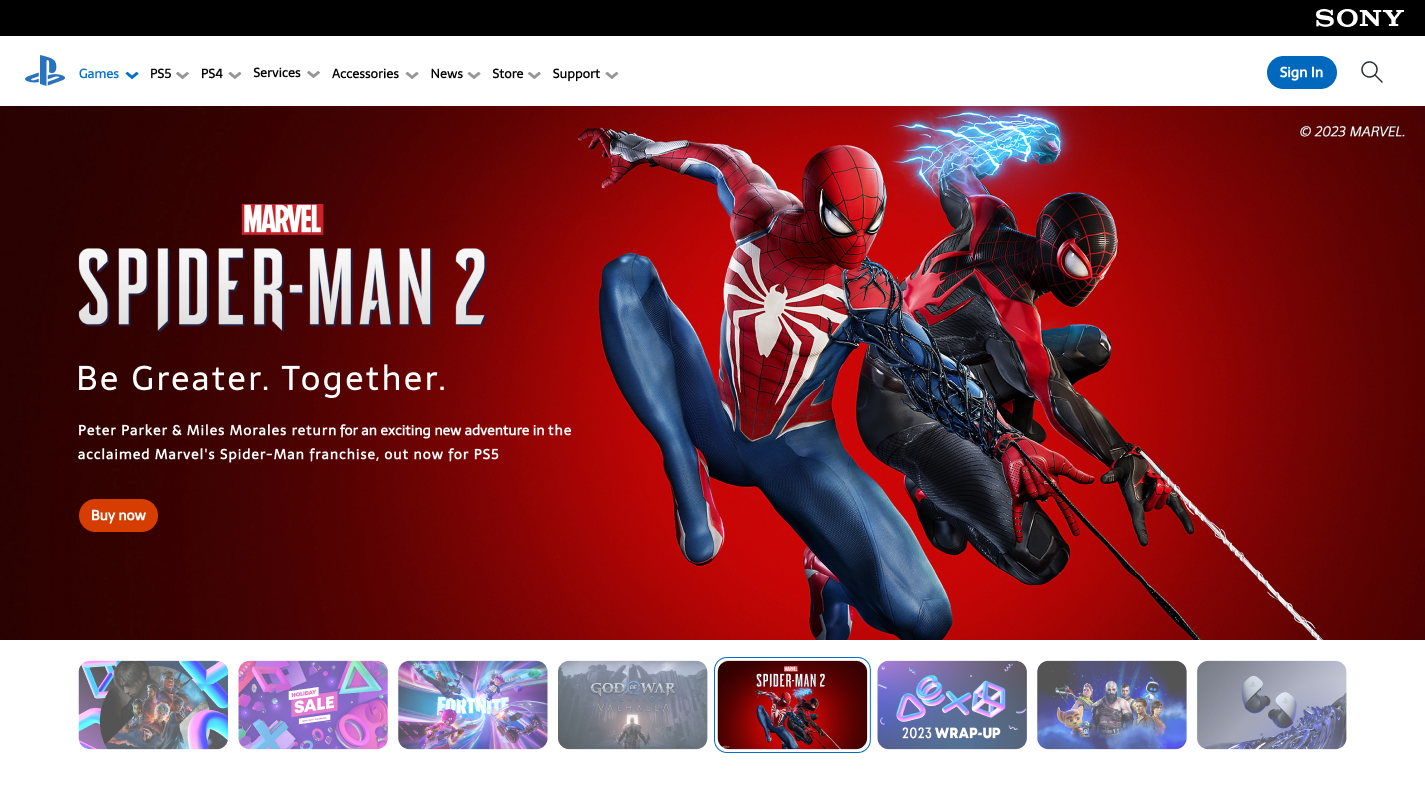 SONY
Games PS5 PS4 Services Accessories News Store Support Sign In
© 2023 MARVEL.
MARVEL
SPIDER-MAN 2
Be Greater. Together.
Peter Parker & Miles Morales return for an exciting new adventure in the
acclaimed Marvel's Spider-Man franchise, out now for PS5
Buy now
HOLIDAY
SALE
FORTNITE
GOD OF WAR
VALHALLA
MARVEL
SPIDER-MAN 2
2023 WRAP-UP